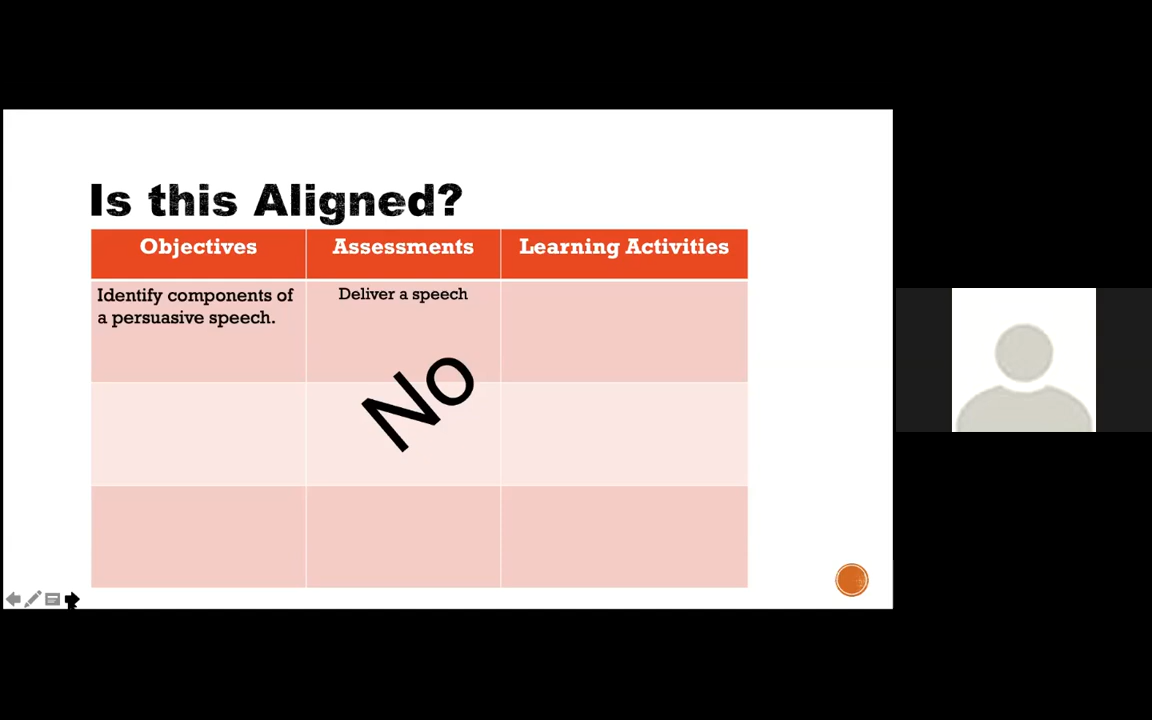 Is this Aligned?
Objectives Assessments Learning Activities
Identify components of
a persuasive speech.
Deliver a speech
No